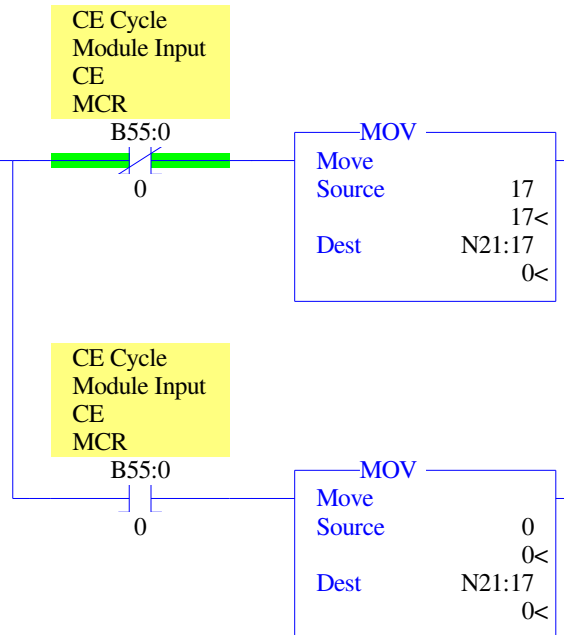 CE Cycle
Module Input
CE
MCR
B55:0
0
MOV
Move
Source 17
17<
Dest N21:17
0<
CE Cycle
Module Input
CE
MCR
B55:0
0
MOV
Move
Source 0
0<
Dest N21:17
0<